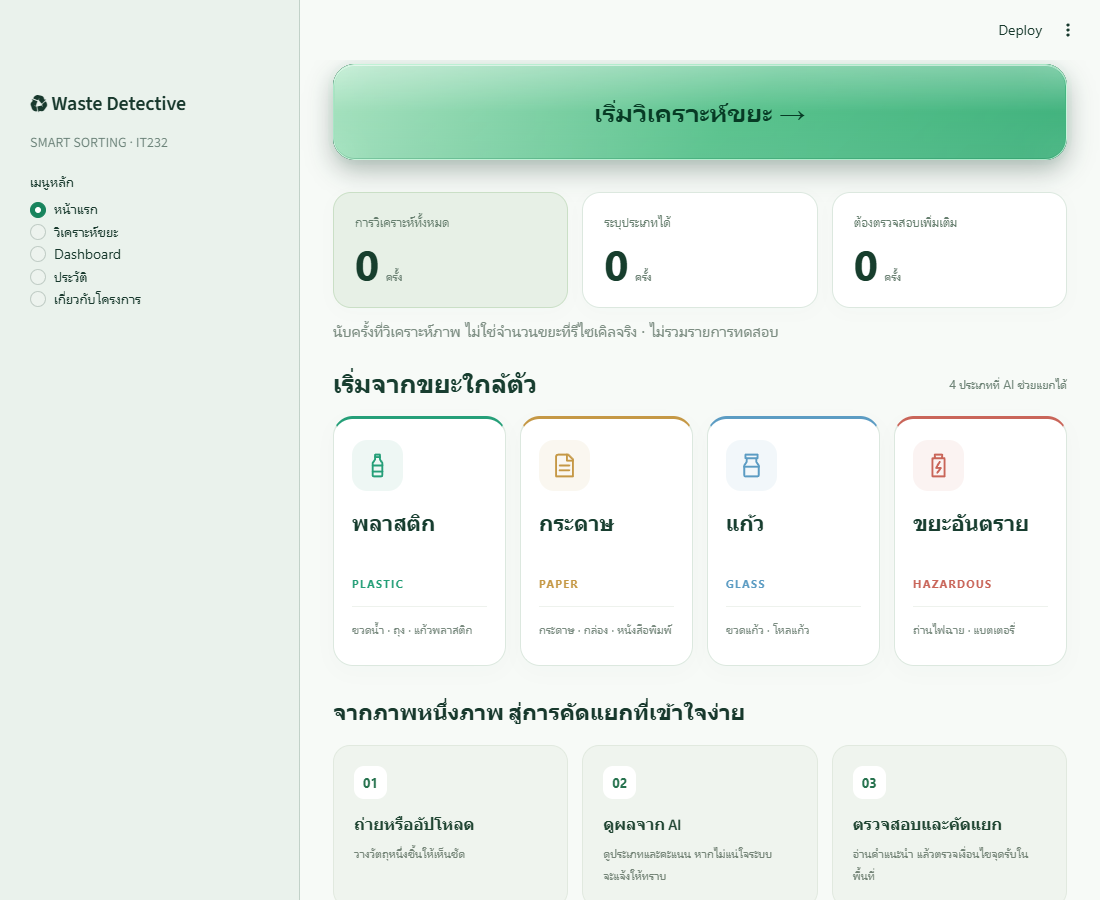 Deploy
Waste Detective
SMART SORTING · IT232
เมนูหลัก
หน้าแรก
วิเคราะห์ขยะ
Dashboard
ประวัติ
เกี่ยวกับโครงการ
เริ่มวิเคราะห์ขยะ →
การวิเคราะห์ทั้งหมด
0 ครั้ง
ระบุประเภทได้
0 ครั้ง
ต้องตรวจสอบเพิ่มเติม
0 ครั้ง
นับครั้งที่วิเคราะห์ภาพ ไม่ใช่จำนวนขยะที่รีไซเคิลจริง · ไม่รวมรายการทดสอบ
เริ่มจากขยะใกล้ตัว
4 ประเภทที่ AI ช่วยแยกได้
พลาสติก
PLASTIC
ขวดน้ำ · ถุง · แก้วพลาสติก
กระดาษ
PAPER
กระดาษ · กล่อง · หนังสือพิมพ์
แก้ว
GLASS
ขวดแก้ว · โหลแก้ว
ขยะอันตราย
HAZARDOUS
ถ่านไฟฉาย · แบตเตอรี่
จากภาพหนึ่งภาพ สู่การคัดแยกที่เข้าใจง่าย
01
ถ่ายหรืออัปโหลด
วางวัตถุหนึ่งชิ้นให้เห็นชัด
02
ดูผลจาก AI
ดูประเภทและคะแนน หากไม่แน่ใจระบบ
จะแจ้งให้ทราบ
03
ตรวจสอบและคัดแยก
อ่านคำแนะนำ แล้วตรวจเงื่อนไขจุดรับใน
พื้นที่